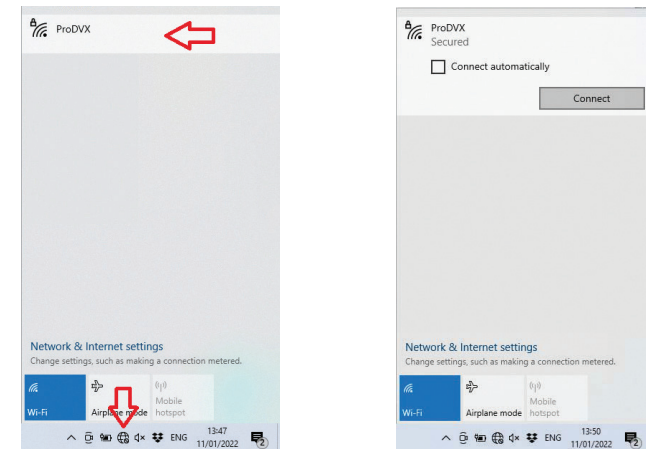 ProDVX
Network & Internet settings
Change settings, such as making a connection metered.
Wi-Fi
Airplane mode
Mobile
hotspot
ENG
13:47
11/01/2022
2
ProDVX
Secured
Connect automatically
Connect
Network & Internet settings
Change settings, such as making a connection metered.
Wi-Fi
Airplane mode
Mobile
hotspot
ENG
13:50
11/01/2022
2